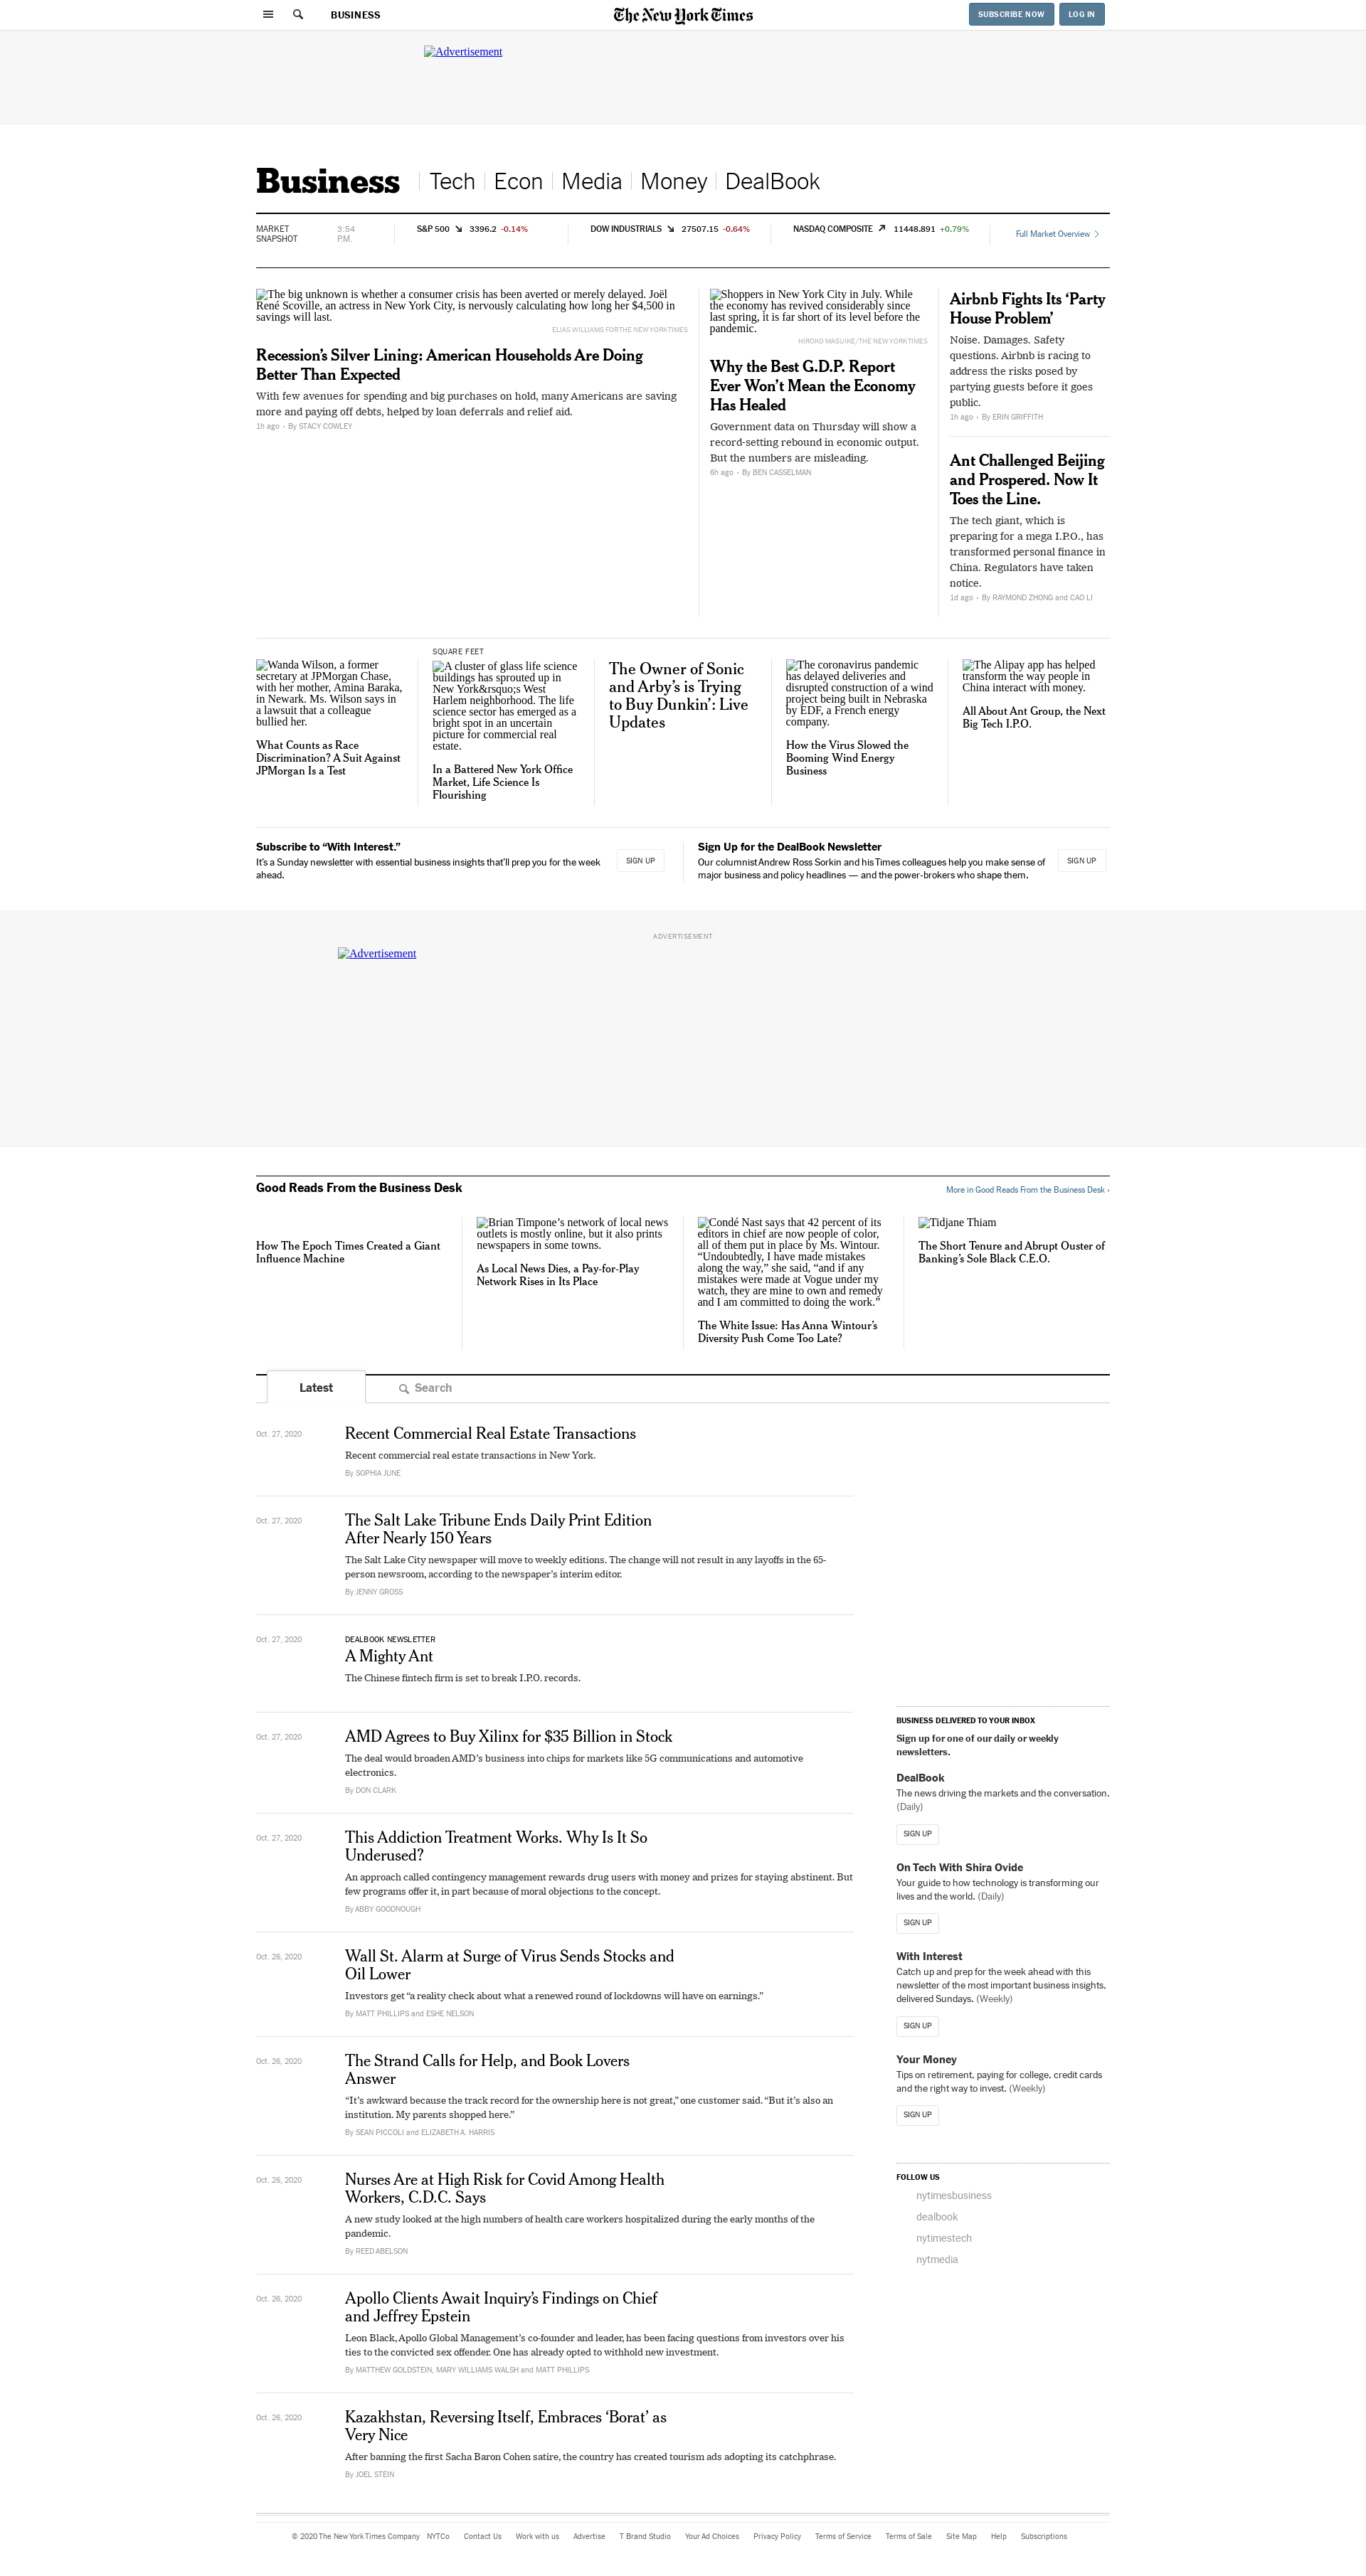 BUSINESS
The New York Times
SUBSCRIBE NOW
LOG IN
Advertisement
Business
Tech
Econ
Media
Money
DealBook
MARKET
SNAPSHOT
3:54
P.M.
S&P 500 3396.2 -0.14%
DOW INDUSTRIALS 27507.15 -0.64%
NASDAQ COMPOSITE 11448.891 +0.79%
Full Market Overview
The big unknown is whether a consumer crisis has been averted or merely delayed. Joël
René Scoville, an actress in New York City, is nervously calculating how long her $4,500 in
savings will last.
ELIAS WILLIAMS FOR THE NEW YORK TIMES
Recession’s Silver Lining: American Households Are Doing
Better Than Expected
With few avenues for spending and big purchases on hold, many Americans are saving
more and paying off debts, helped by loan deferrals and relief aid.
1h ago • By STACY COWLEY
Shoppers in New York City in July. While
the economy has revived considerably since
last spring, it is far short of its level before the
pandemic.
HIROKO MASUIKE/THE NEW YORK TIMES
Why the Best G.D.P. Report
Ever Won’t Mean the Economy
Has Healed
Government data on Thursday will show a
record-setting rebound in economic output.
But the numbers are misleading.
6h ago • By BEN CASSELMAN
Airbnb Fights Its ‘Party
House Problem’
Noise. Damages. Safety
questions. Airbnb is racing to
address the risks posed by
partying guests before it goes
public.
1h ago • By ERIN GRIFFITH
Ant Challenged Beijing
and Prospered. Now It
Toes the Line.
The tech giant, which is
preparing for a mega I.P.O., has
transformed personal finance in
China. Regulators have taken
notice.
1d ago • By RAYMOND ZHONG and CAO LI
Wanda Wilson, a former
secretary at JPMorgan Chase,
with her mother, Amina Baraka,
in Newark. Ms. Wilson says in
a lawsuit that a colleague
bullied her.
What Counts as Race
Discrimination? A Suit Against
JPMorgan Is a Test
SQUARE FEET
A cluster of glass life science
buildings has sprouted up in
New York&rsquo;s West
Harlem neighborhood. The life
science sector has emerged as a
bright spot in an uncertain
picture for commercial real
estate.
In a Battered New York Office
Market, Life Science Is
Flourishing
The Owner of Sonic
and Arby’s is Trying
to Buy Dunkin’: Live
Updates
The coronavirus pandemic
has delayed deliveries and
disrupted construction of a wind
project being built in Nebraska
by EDF, a French energy
company.
How the Virus Slowed the
Booming Wind Energy
Business
The Alipay app has helped
transform the way people in
China interact with money.
All About Ant Group, the Next
Big Tech I.P.O.
Subscribe to “With Interest.”
It’s a Sunday newsletter with essential business insights that’ll prep you for the week
ahead.
SIGN UP
Sign Up for the DealBook Newsletter
Our columnist Andrew Ross Sorkin and his Times colleagues help you make sense of
major business and policy headlines — and the power-brokers who shape them.
SIGN UP
ADVERTISEMENT
Advertisement
Good Reads From the Business Desk
More in Good Reads From the Business Desk ›
How The Epoch Times Created a Giant
Influence Machine
Brian Timpone’s network of local news
outlets is mostly online, but it also prints
newspapers in some towns.
As Local News Dies, a Pay-for-Play
Network Rises in Its Place
Condé Nast says that 42 percent of its
editors in chief are now people of color,
all of them put in place by Ms. Wintour.
“Undoubtedly, I have made mistakes
along the way,” she said, “and if any
mistakes were made at Vogue under my
watch, they are mine to own and remedy
and I am committed to doing the work.”
The White Issue: Has Anna Wintour’s
Diversity Push Come Too Late?
Tidjane Thiam
The Short Tenure and Abrupt Ouster of
Banking’s Sole Black C.E.O.
Latest
Search
Oct. 27, 2020
Recent Commercial Real Estate Transactions
Recent commercial real estate transactions in New York.
By SOPHIA JUNE
Oct. 27, 2020
The Salt Lake Tribune Ends Daily Print Edition
After Nearly 150 Years
The Salt Lake City newspaper will move to weekly editions. The change will not result in any layoffs in the 65-
person newsroom, according to the newspaper’s interim editor.
By JENNY GROSS
Oct. 27, 2020
DEALBOOK NEWSLETTER
A Mighty Ant
The Chinese fintech firm is set to break I.P.O. records.
Oct. 27, 2020
AMD Agrees to Buy Xilinx for $35 Billion in Stock
The deal would broaden AMD’s business into chips for markets like 5G communications and automotive
electronics.
By DON CLARK
Oct. 27, 2020
This Addiction Treatment Works. Why Is It So
Underused?
An approach called contingency management rewards drug users with money and prizes for staying abstinent. But
few programs offer it, in part because of moral objections to the concept.
By ABBY GOODNOUGH
Oct. 26, 2020
Wall St. Alarm at Surge of Virus Sends Stocks and
Oil Lower
Investors get “a reality check about what a renewed round of lockdowns will have on earnings.”
By MATT PHILLIPS and ESHE NELSON
Oct. 26, 2020
The Strand Calls for Help, and Book Lovers
Answer
“It’s awkward because the track record for the ownership here is not great,” one customer said. “But it’s also an
institution. My parents shopped here.”
By SEAN PICCOLI and ELIZABETH A. HARRIS
Oct. 26, 2020
Nurses Are at High Risk for Covid Among Health
Workers, C.D.C. Says
A new study looked at the high numbers of health care workers hospitalized during the early months of the
pandemic.
By REED ABELSON
Oct. 26, 2020
Apollo Clients Await Inquiry’s Findings on Chief
and Jeffrey Epstein
Leon Black, Apollo Global Management’s co-founder and leader, has been facing questions from investors over his
ties to the convicted sex offender. One has already opted to withhold new investment.
By MATTHEW GOLDSTEIN, MARY WILLIAMS WALSH and MATT PHILLIPS
Oct. 26, 2020
Kazakhstan, Reversing Itself, Embraces ‘Borat’ as
Very Nice
After banning the first Sacha Baron Cohen satire, the country has created tourism ads adopting its catchphrase.
By JOEL STEIN
BUSINESS DELIVERED TO YOUR INBOX
Sign up for one of our daily or weekly
newsletters.
DealBook
The news driving the markets and the conversation.
(Daily)
SIGN UP
On Tech With Shira Ovide
Your guide to how technology is transforming our
lives and the world. (Daily)
SIGN UP
With Interest
Catch up and prep for the week ahead with this
newsletter of the most important business insights,
delivered Sundays. (Weekly)
SIGN UP
Your Money
Tips on retirement, paying for college, credit cards
and the right way to invest. (Weekly)
SIGN UP
FOLLOW US
nytimesbusiness
dealbook
nytimestech
nytmedia
© 2020 The New York Times Company NYTCo Contact Us Work with us Advertise T Brand Studio Your Ad Choices Privacy Policy Terms of Service Terms of Sale Site Map Help Subscriptions